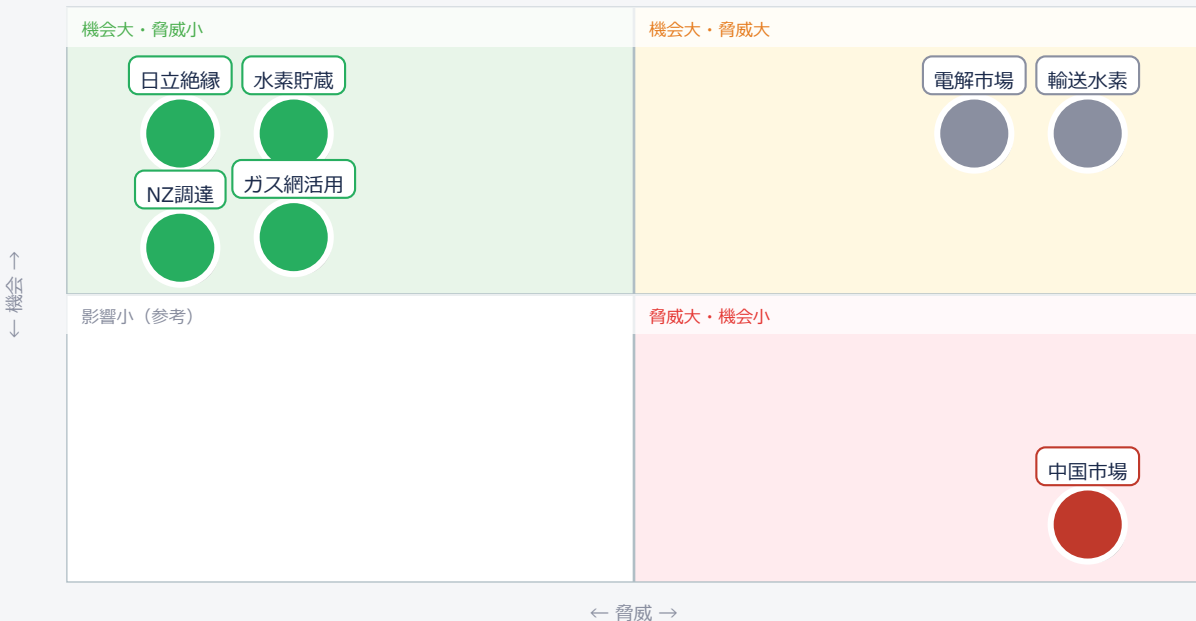 機会大・脅威小
機会大・脅威大
日立絶縁
水素貯蔵
電解市場
輸送水素
NZ調達
ガス網活用
← 機会 →
影響小（参考）
脅威大・機会小
中国市場
← 脅威 →